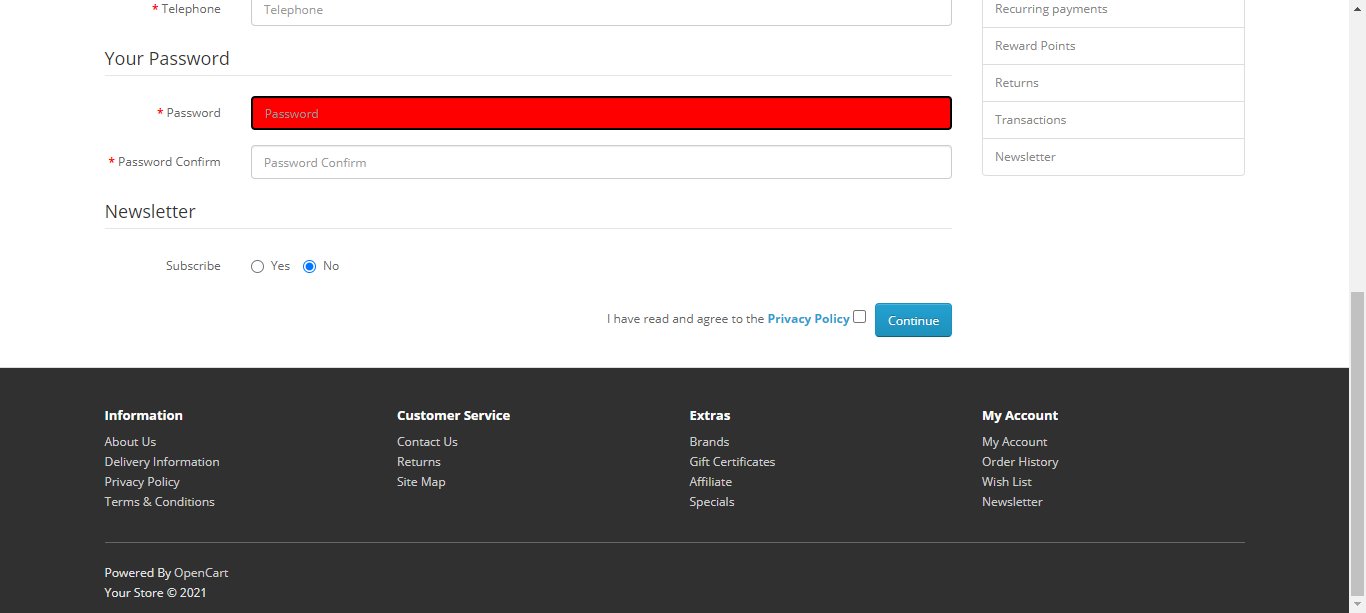 * Telephone
Telephone
Your Password
* Password
Password
* Password Confirm
Password Confirm
Newsletter
Subscribe
Yes
No
I have read and agree to the Privacy Policy
Continue
Recurring payments
Reward Points
Returns
Transactions
Newsletter
Information
About Us
Delivery Information
Privacy Policy
Terms & Conditions
Customer Service
Contact Us
Returns
Site Map
Extras
Brands
Gift Certificates
Affiliate
Specials
My Account
My Account
Order History
Wish List
Newsletter
Powered By OpenCart
Your Store © 2021